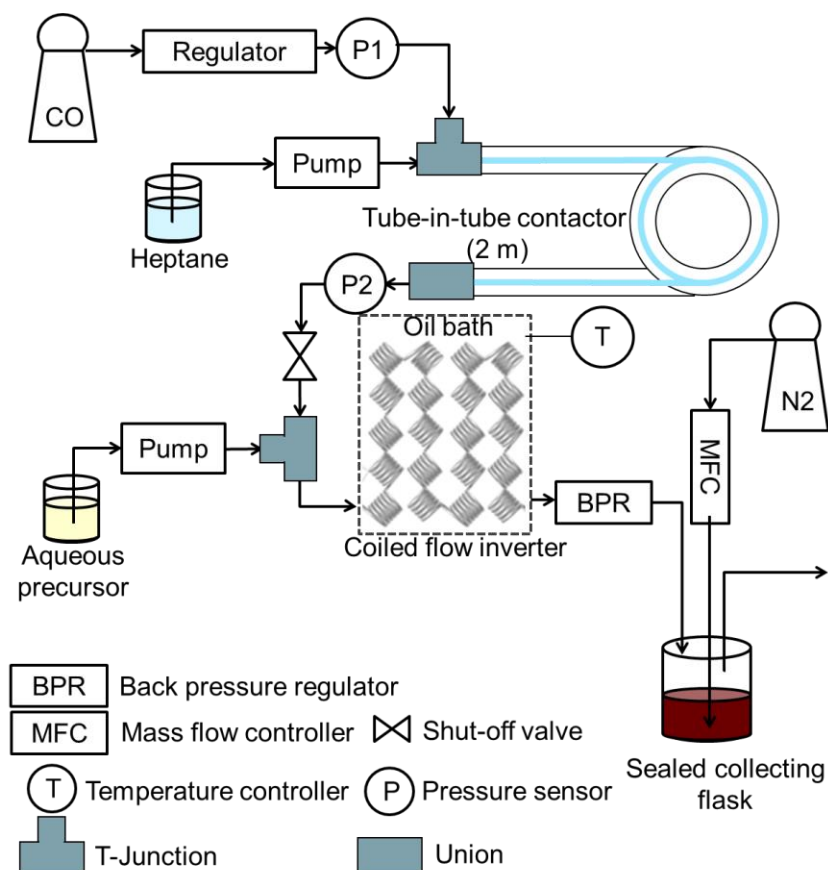 Regulator
P1
CO
Pump
Heptane
Tube-in-tube contactor
(2 m)
P2
Oil bath
T
N2
MFC
Pump
BPR
Aqueous
precursor
Coiled flow inverter
BPR Back pressure regulator
MFC Mass flow controller
Shut-off valve
T Temperature controller
P Pressure sensor
T-Junction
Union
Sealed collecting
flask